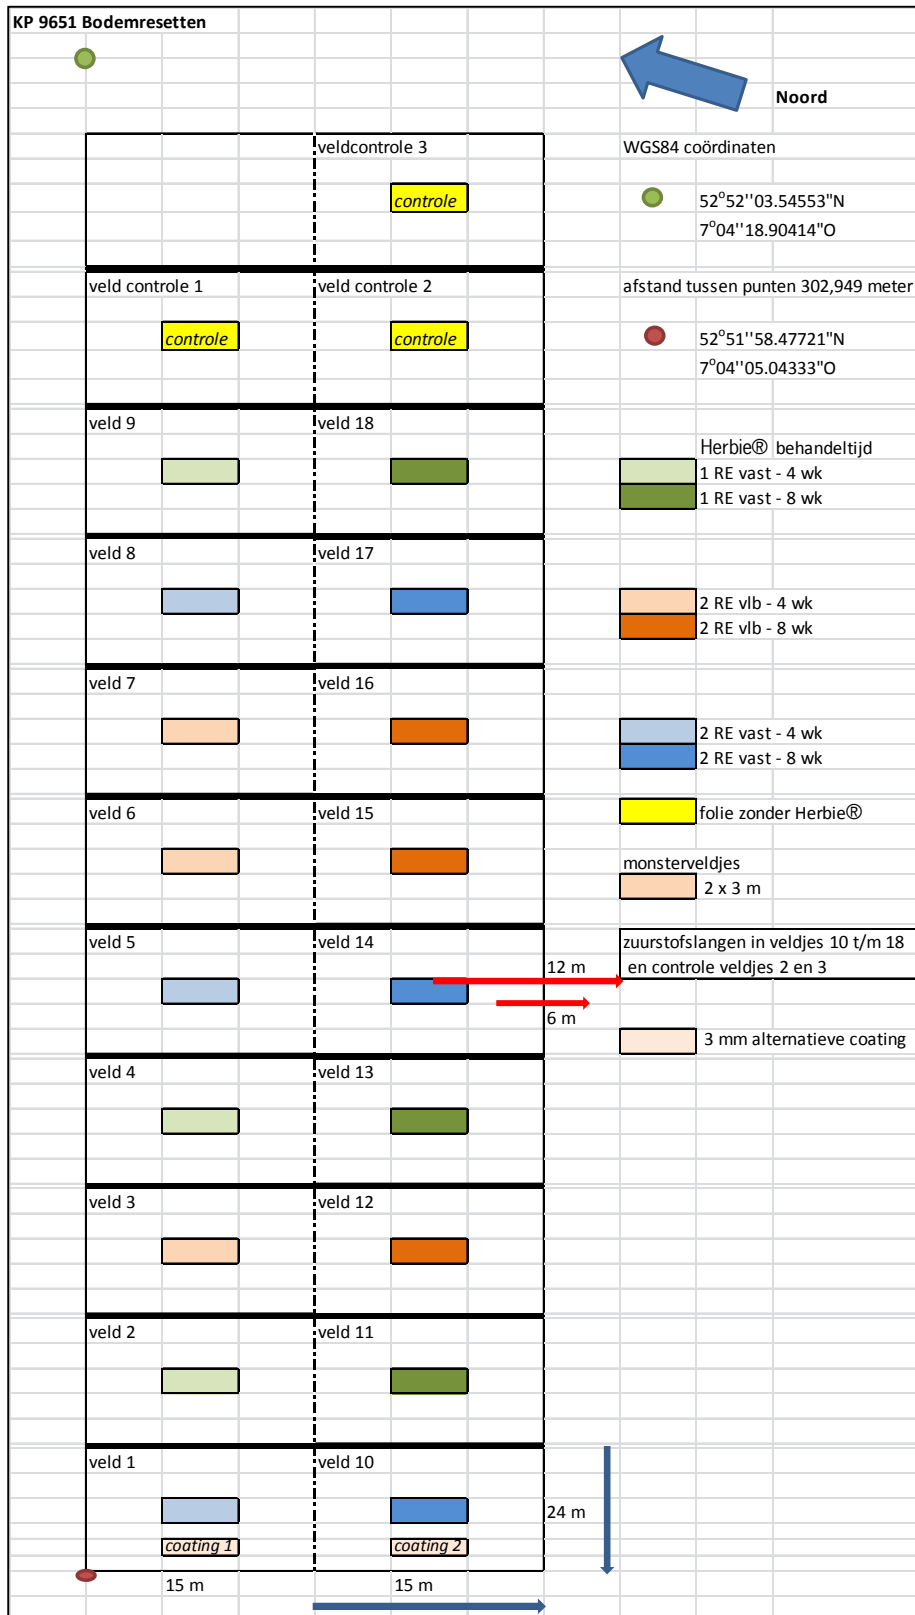 KP 9651 Bodemresetten
Noord
veldcontrole 3
controle
WGS84 coördinaten
52°52''03.54553"N
7°04''18.90414"O
veld controle 1
veld controle 2
controle
controle
afstand tussen punten 302,949 meter
52°51''58.47721"N
7°04''05.04333"O
veld 9
veld 18
Herbie® behandeltijd
1 RE vast - 4 wk
1 RE vast - 8 wk
veld 8
veld 17
2 RE vlb - 4 wk
2 RE vlb - 8 wk
veld 7
veld 16
2 RE vast - 4 wk
2 RE vast - 8 wk
veld 6
veld 15
folie zonder Herbie®
monsterveldjes
2 x 3 m
veld 5
veld 14
12 m
6 m
zuurstofslangen in veldjes 10 t/m 18
en controle veldjes 2 en 3
3 mm alternatieve coating
veld 4
veld 13
veld 3
veld 12
veld 2
veld 11
veld 1
veld 10
24 m
coating 1
coating 2
15 m
15 m